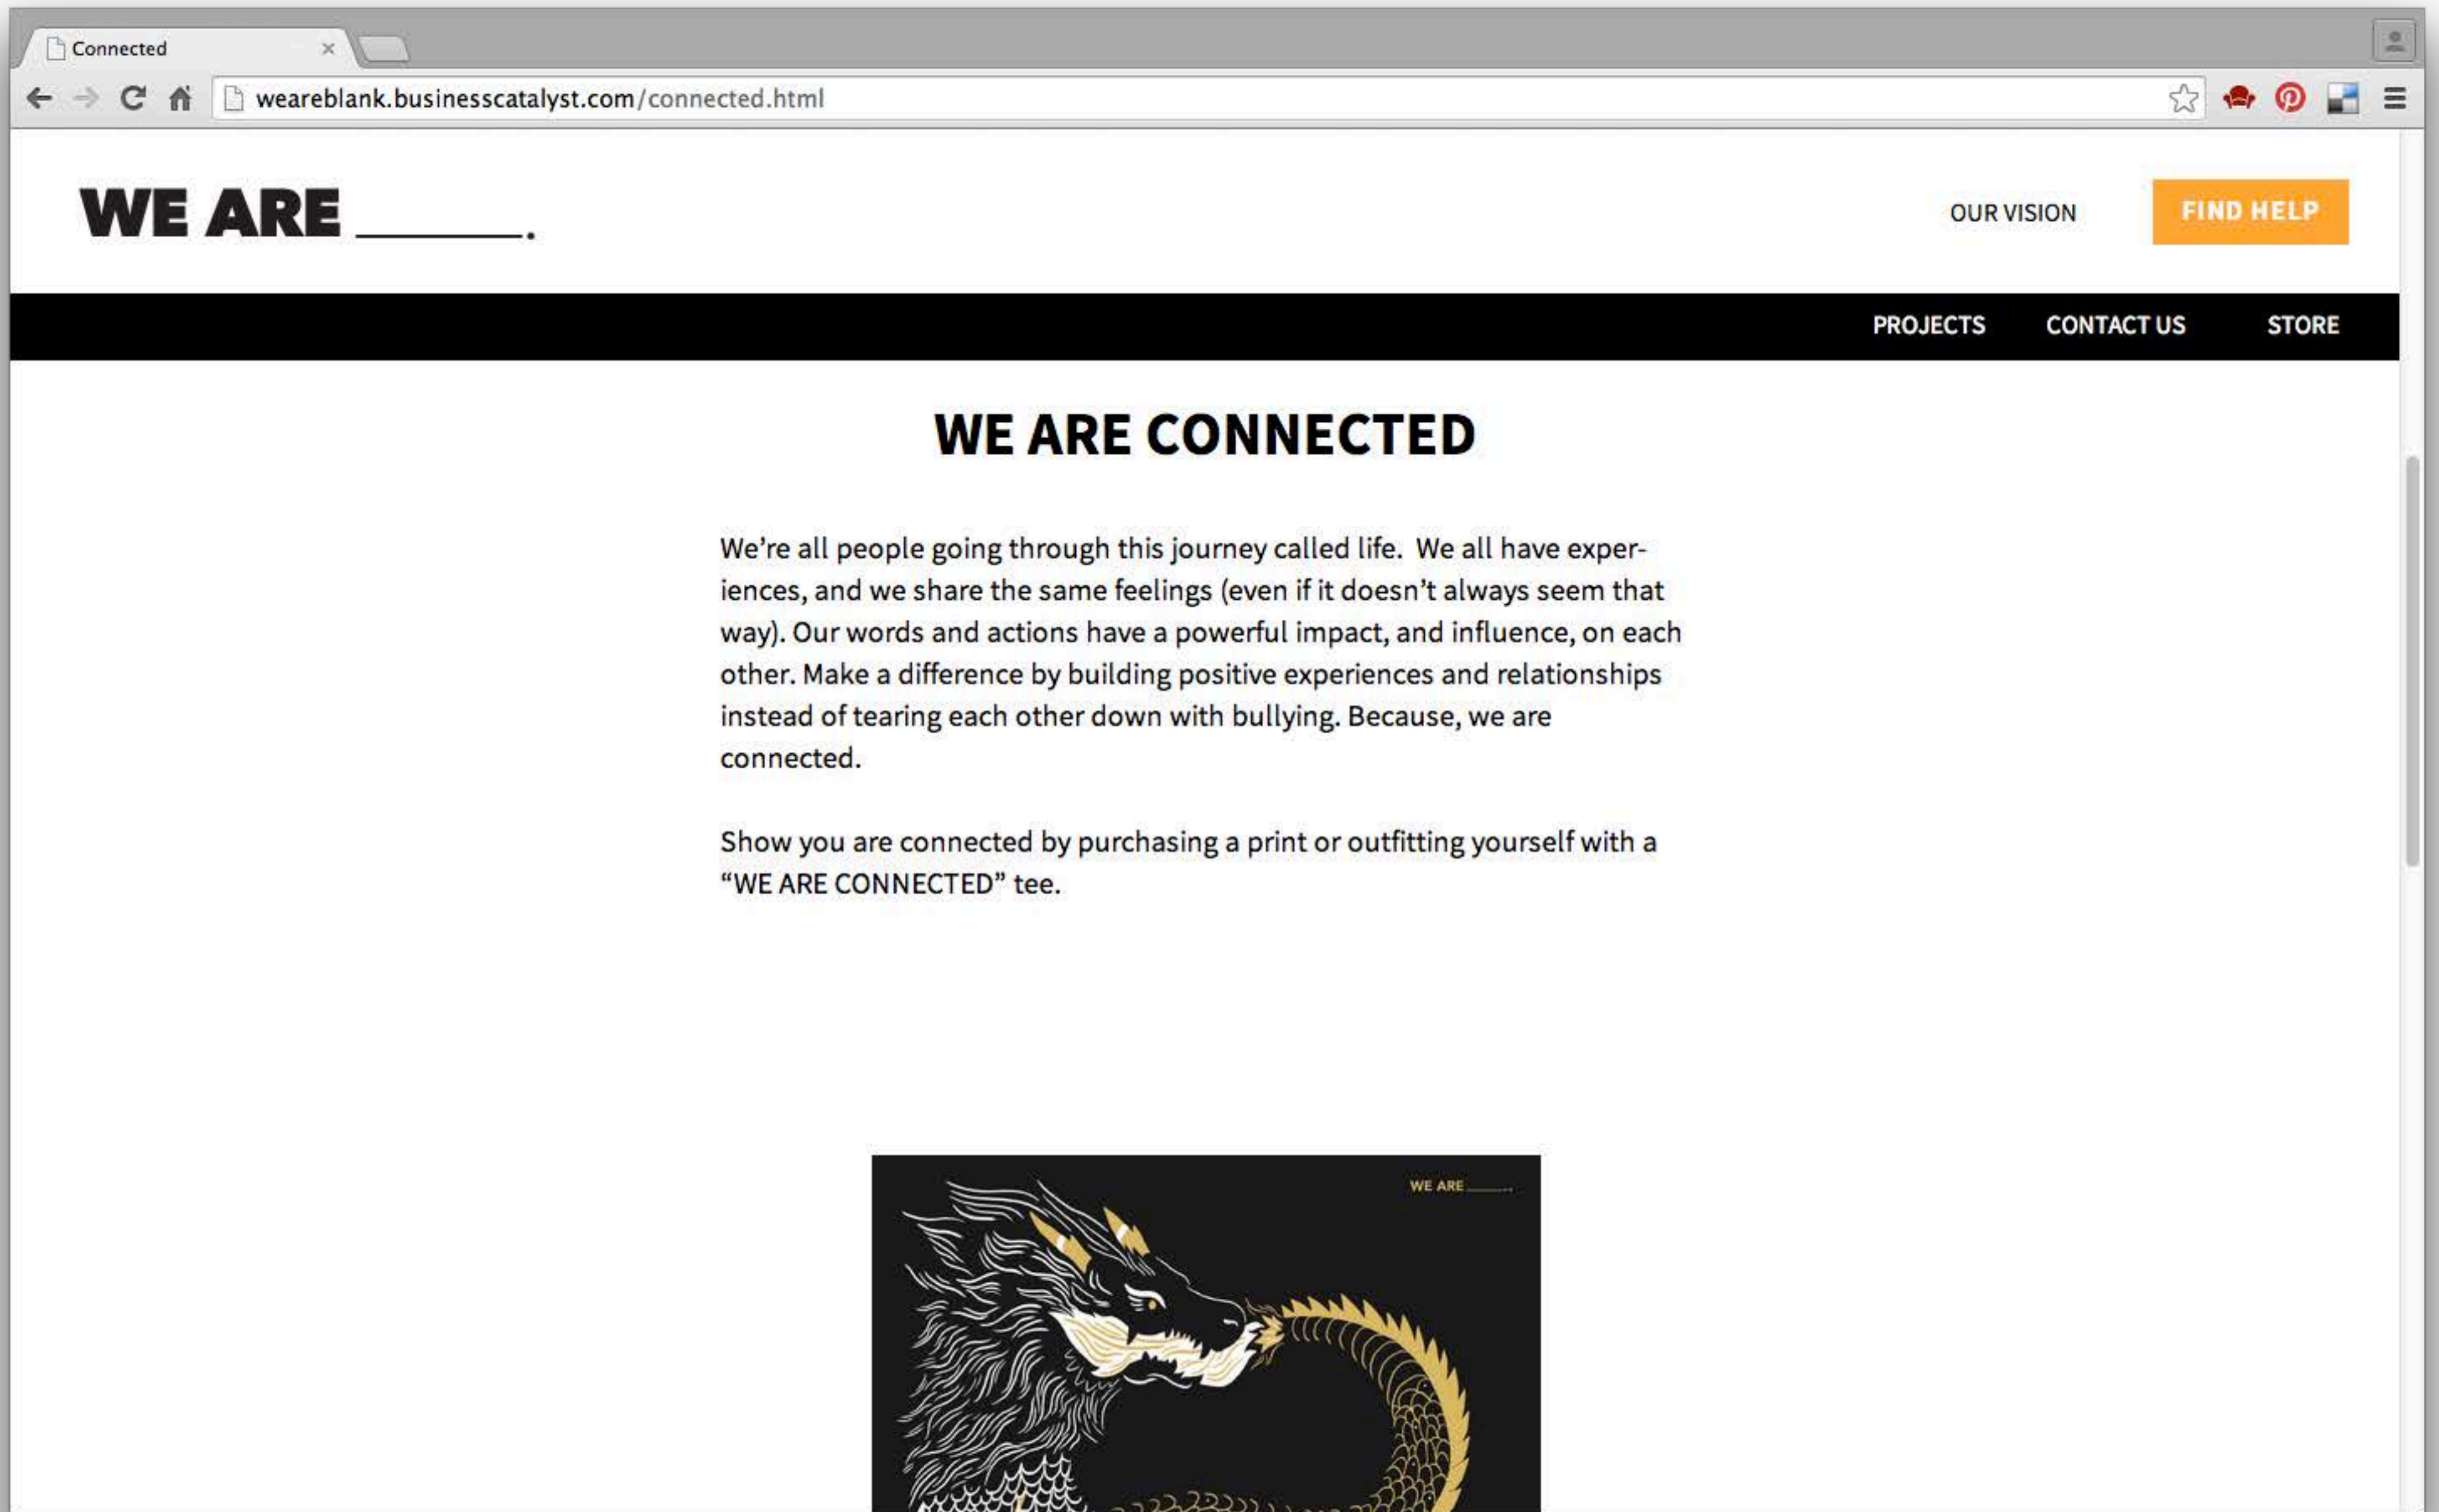 Connected
weareblank.businesscatalyst.com/connected.html
WE ARE ______.
OUR VISION
FIND HELP
PROJECTS CONTACT US STORE
WE ARE CONNECTED
We’re all people going through this journey called life.  We all have exper-
iences, and we share the same feelings (even if it doesn’t always seem that
way). Our words and actions have a powerful impact, and influence, on each
other. Make a difference by building positive experiences and relationships
instead of tearing each other down with bullying. Because, we are
connected.
Show you are connected by purchasing a print or outfitting yourself with a
“WE ARE CONNECTED” tee.
WE ARE ______.